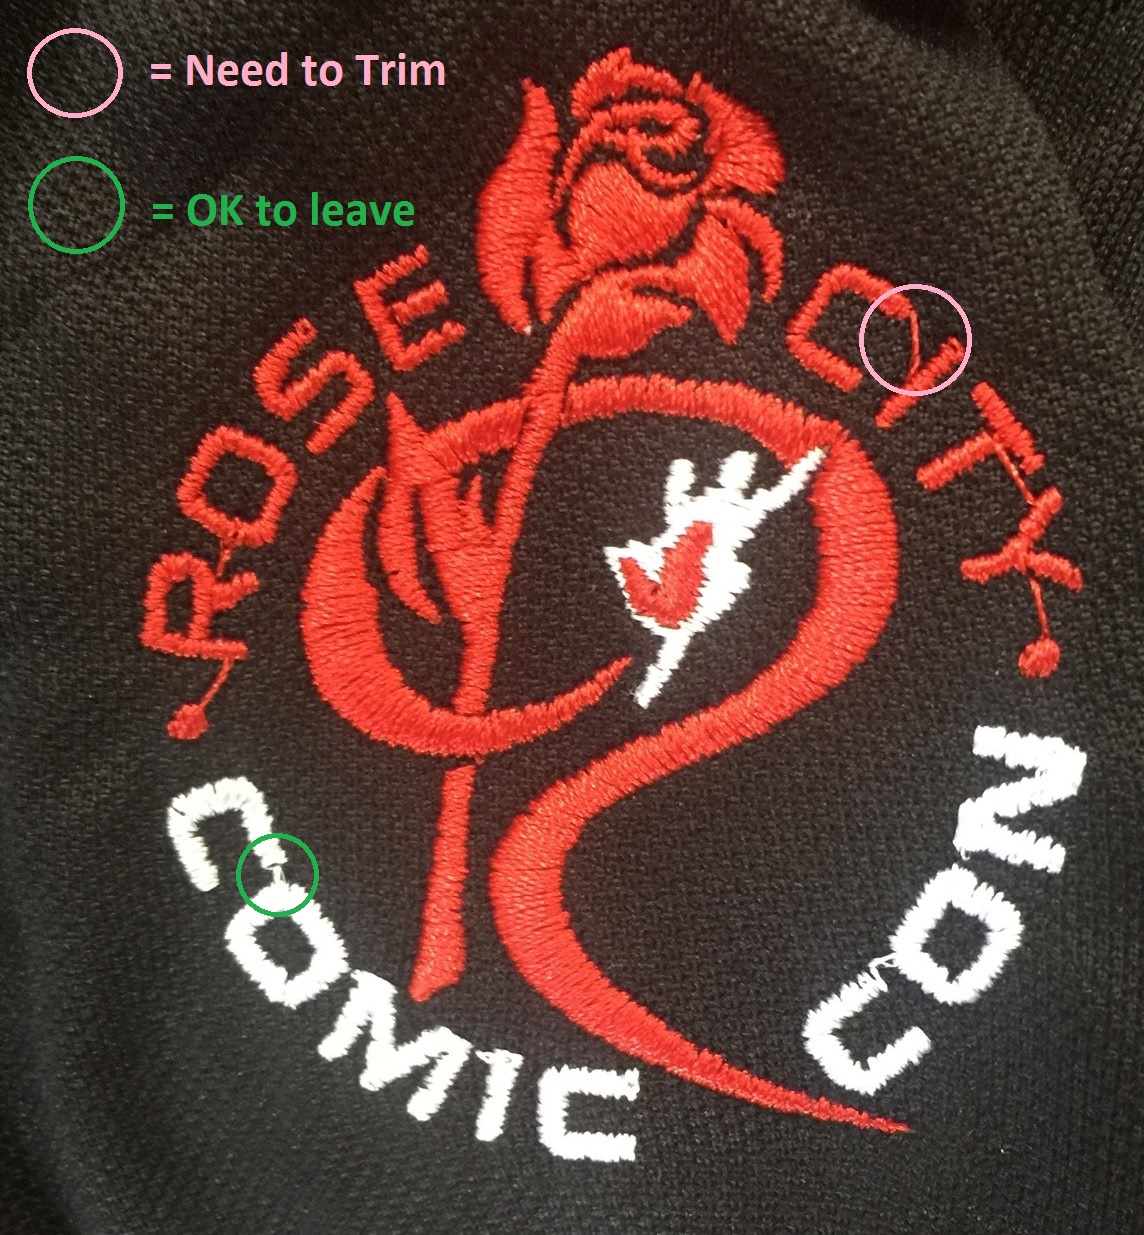 = Need to Trim
= OK to leave
ROSE CITY
COMIC CON